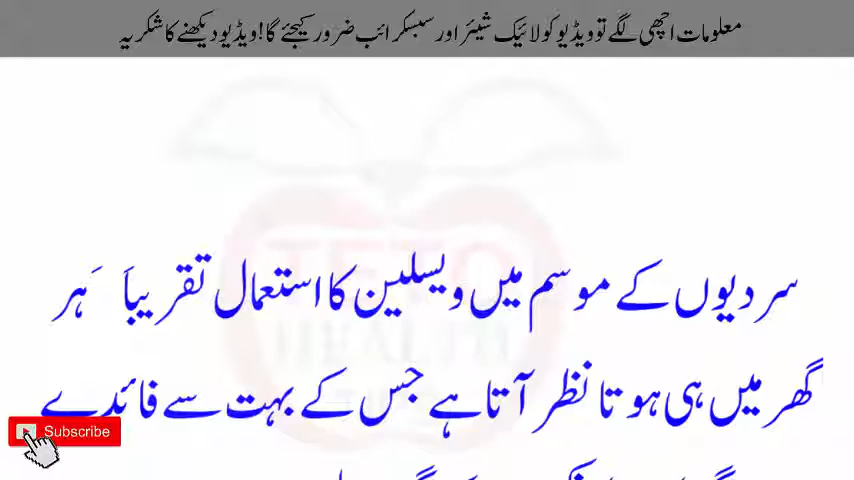 معلومات اچھی لگے تو ویڈیو کو لائیک شیئر اور سبسکرائب ضرور کیجئے گا! ویڈیو دیکھنے کا شکریہ
سردیوں کے موسم میں ویسلین کا استعمال تقریباَ َ ہر
گھر میں ہی ہوتا نظر آتا ہے جس کے بہت سے فائدے
Subscribe
HEALTH